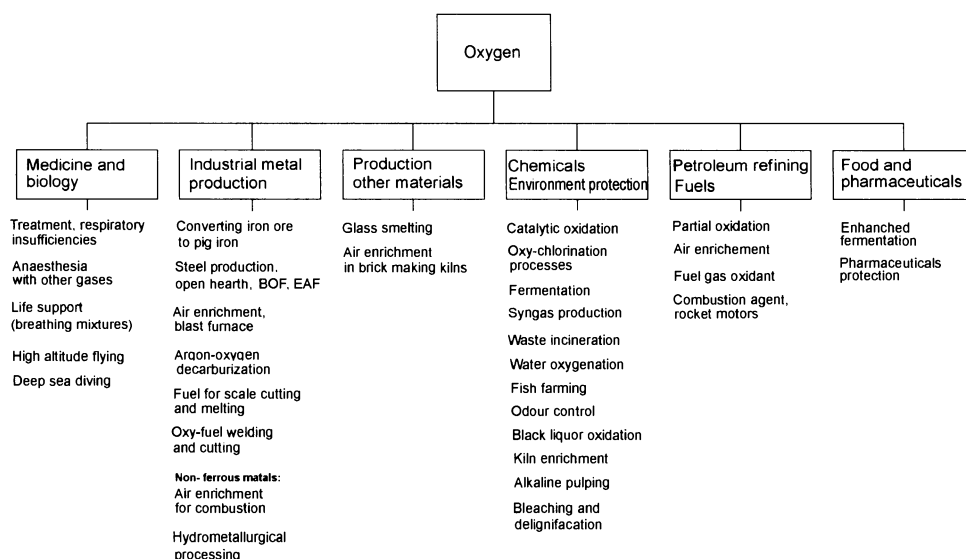 Oxygen
Medicine and
biology
Treatment, respiratory
insufficiencies
Anaesthesia
with other gases
Life support
(breathing mixtures)
High altitude flying
Deep sea diving
Industrial metal
production
Converting iron ore
to pig iron
Steel production,
open hearth, BOF, EAF
Air enrichment,
blast furnace
Argon-oxygen
decarburization
Fuel for scale cutting
and melting
Oxy-fuel welding
and cutting
Non- ferrous matals:
Air enrichment
for combustion
Hydrometallurgical
processing
Production
other materials
Glass smelting
Air enrichment
in brick making kilns
Chemicals
Environment protection
Catalytic oxidation
Oxy-chlorination
processes
Fermentation
Syngas production
Waste incineration
Water oxygenation
Fish farming
Odour control
Black liquor oxidation
Kiln enrichment
Alkaline pulping
Bleaching and
delignifacation
Petroleum refining
Fuels
Partial oxidation
Air enrichement
Fuel gas oxidant
Combustion agent,
rocket motors
Food and
pharmaceuticals
Enhanched
fermentation
Pharmaceuticals
protection